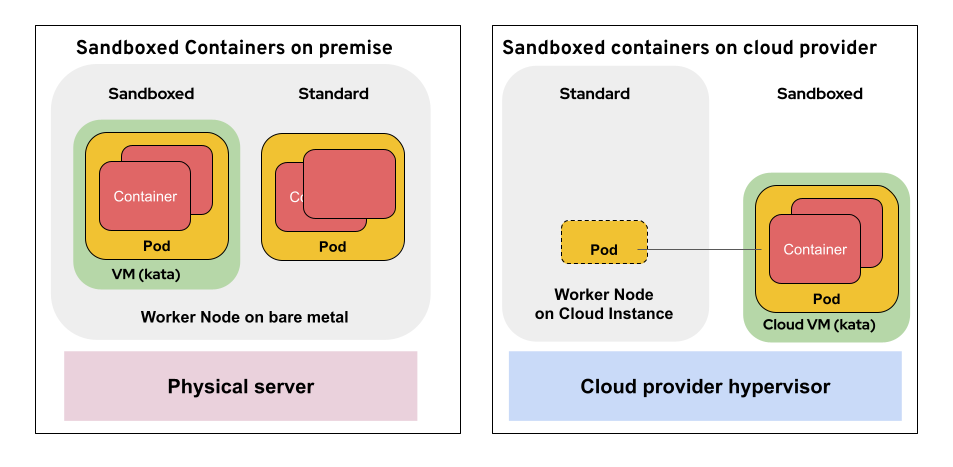 Sandboxed Containers on premise
Sandboxed
Standard
Container
Co
Pod
Pod
VM (kata)
Worker Node on bare metal
Physical server
Sandboxed containers on cloud provider
Standard
Sandboxed
Pod
Container
Pod
Worker Node
on Cloud Instance
Cloud VM (kata)
Cloud provider hypervisor